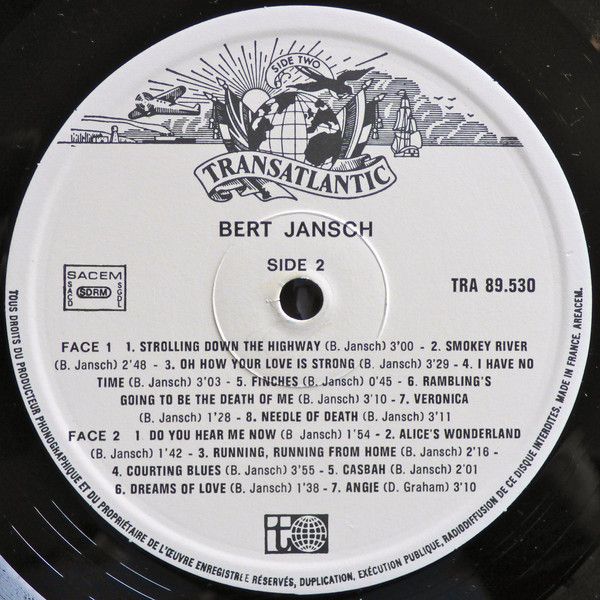 SIDE TWO
TRANSATLANTIC
BERT JANSCH
SIDE 2
SACEM
SACD SDRM SGDL
TRA 89.530
FACE 1 1. STROLLING DOWN THE HIGHWAY (B. Jansch) 3'00 - 2. SMOKEY RIVER
(B. Jansch) 2'48 - 3. OH HOW YOUR LOVE IS STRONG (B. Jansch) 3'29 - 4. I HAVE NO
TIME (B. Jansch) 3'03 - 5. FINCHES (B. Jansch) 0'45 - 6. RAMBLING'S
GOING TO BE THE DEATH OF ME (B. Jansch) 3'10 - 7. VERONICA
(B. Jansch) 1'28 - 8. NEEDLE OF DEATH (B. Jansch) 3'11
FACE 2 1 DO YOU HEAR ME NOW (B Jansch) 1'54 - 2. ALICE'S WONDERLAND
(B. Jansch) 1'42 - 3. RUNNING, RUNNING FROM HOME (B. Jansch) 2'16 -
4. COURTING BLUES (B. Jansch) 3'55 - 5. CASBAH (B. Jansch) 2'01
6. DREAMS OF LOVE (B. Jansch) 1'38 - 7. ANGIE (D. Graham) 3'10
TOUS DROITS DU PRODUCTEUR PHONOGRAPHIQUE ET DU PROPRIÉTAIRE DE L'ŒUVRE ENREGISTRÉE RÉSERVÉS, DUPLICATION, EXÉCUTION PUBLIQUE, RADIODIFFUSION DE CE DISQUE INTERDITES. MADE IN FRANCE. AREACEM.